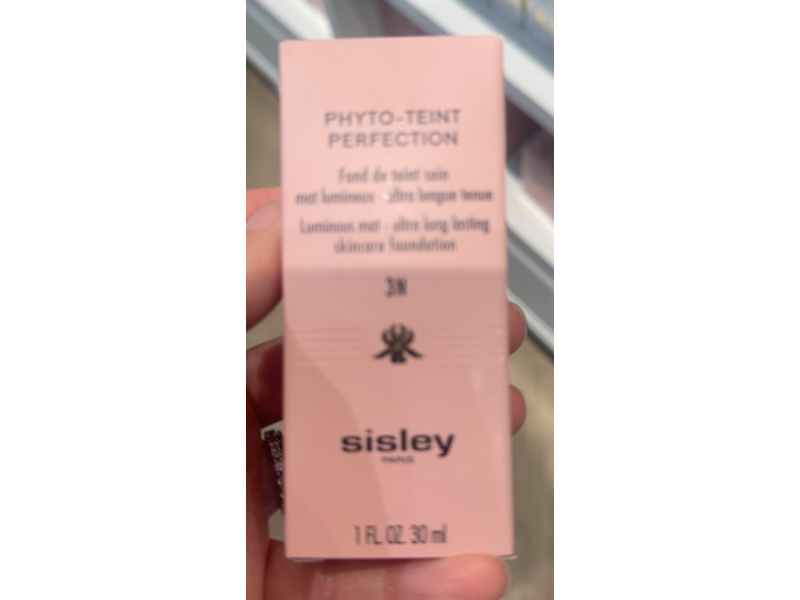 PHYTO-TEINT
PERFECTION
Fond de teint soin
mat lumineux - ultra longue tenue
Luminous mat - ultra long lasting
skincare foundation
3N
sisley
PARIS
1 FL.OZ. 30 ml